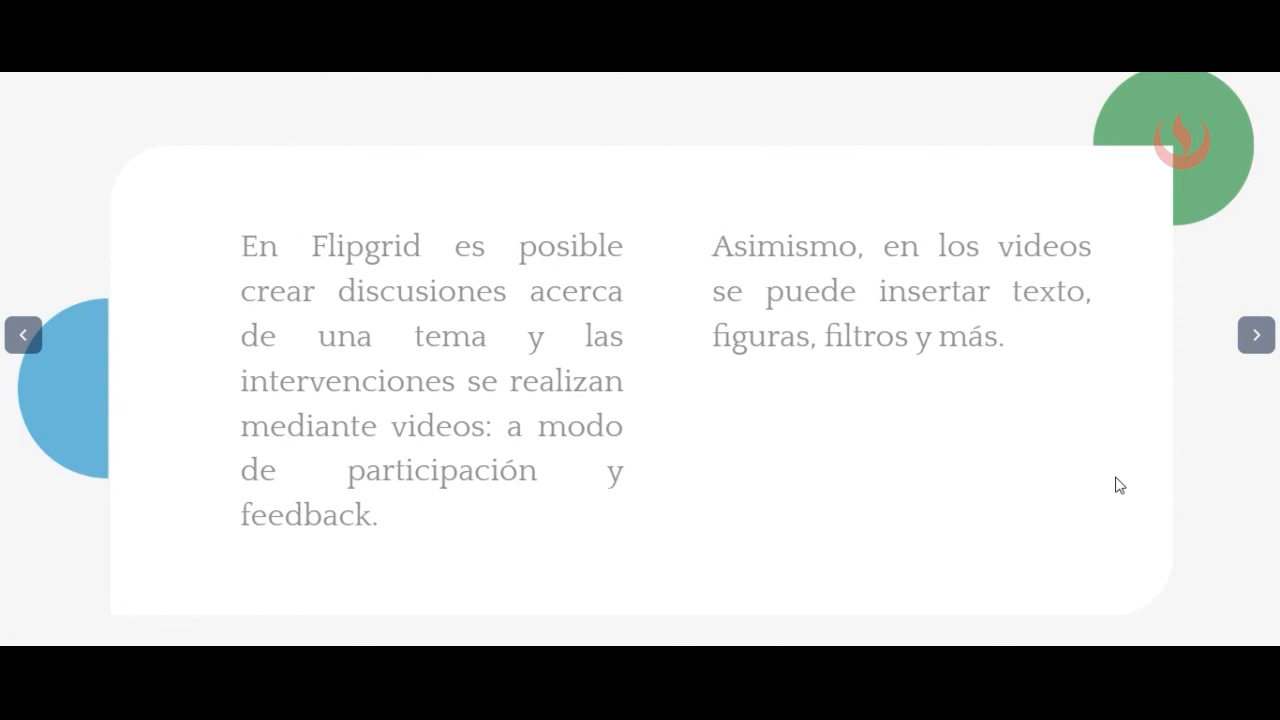 En Flipgrid es posible
crear discusiones acerca
de una tema y las
intervenciones se realizan
mediante videos: a modo
de participación y
feedback.
Asimismo, en los videos
se puede insertar texto,
figuras, filtros y más.